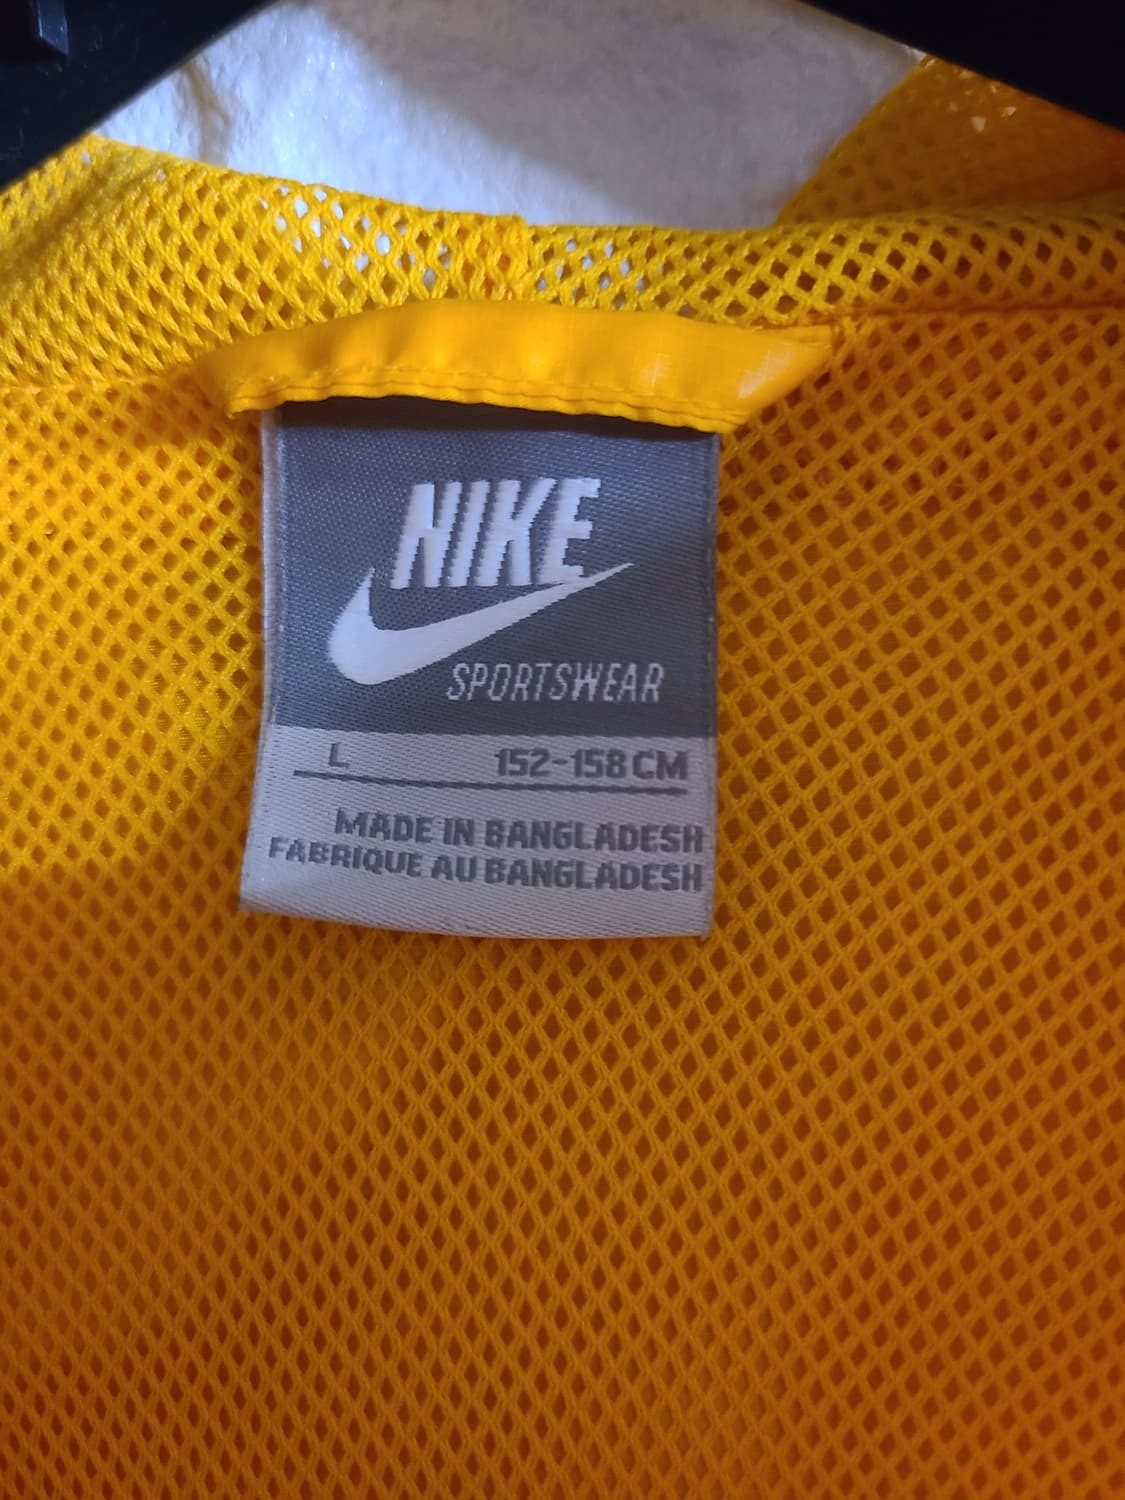 NIKE
SPORTSWEAR
L 152-158 CM
MADE IN BANGLADESH
FABRIQUE AU BANGLADESH